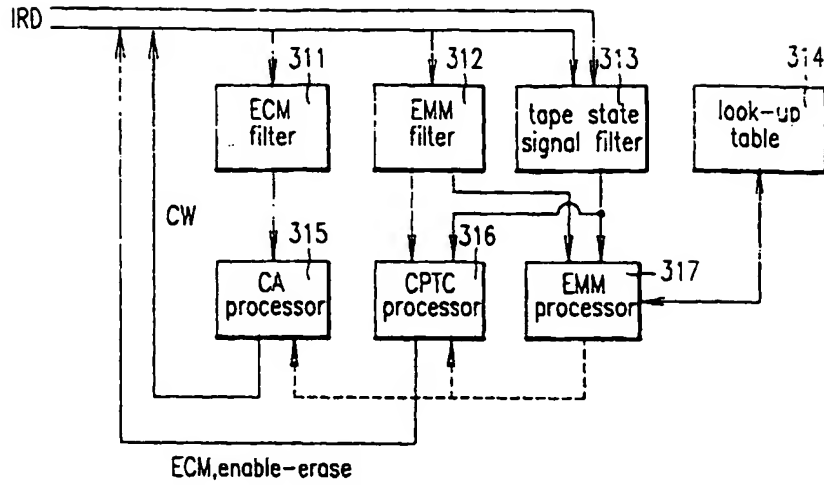 IRD
311
312
313
314
ECM
filter
EMM
filter
tape state
signal filter
look-up
table
CW
315
316
317
CA
processor
CPTC
processor
EMM
processor
ECM,enable-erase